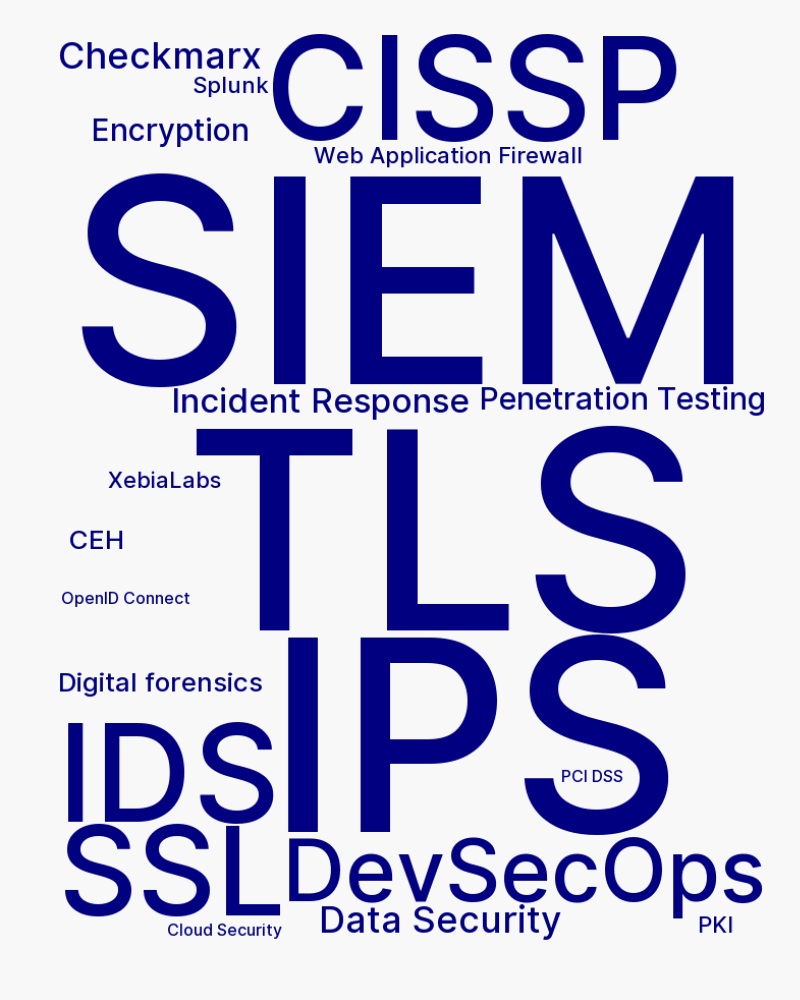 Checkmarx
CISSP
Splunk
Encryption
Web Application Firewall
SIEM
Incident Response
Penetration Testing
TLS
XebiaLabs
CEH
OpenID Connect
IPS
Digital forensics
IDS
PCI DSS
SSL
DevSecOps
Data Security
PKI
Cloud Security